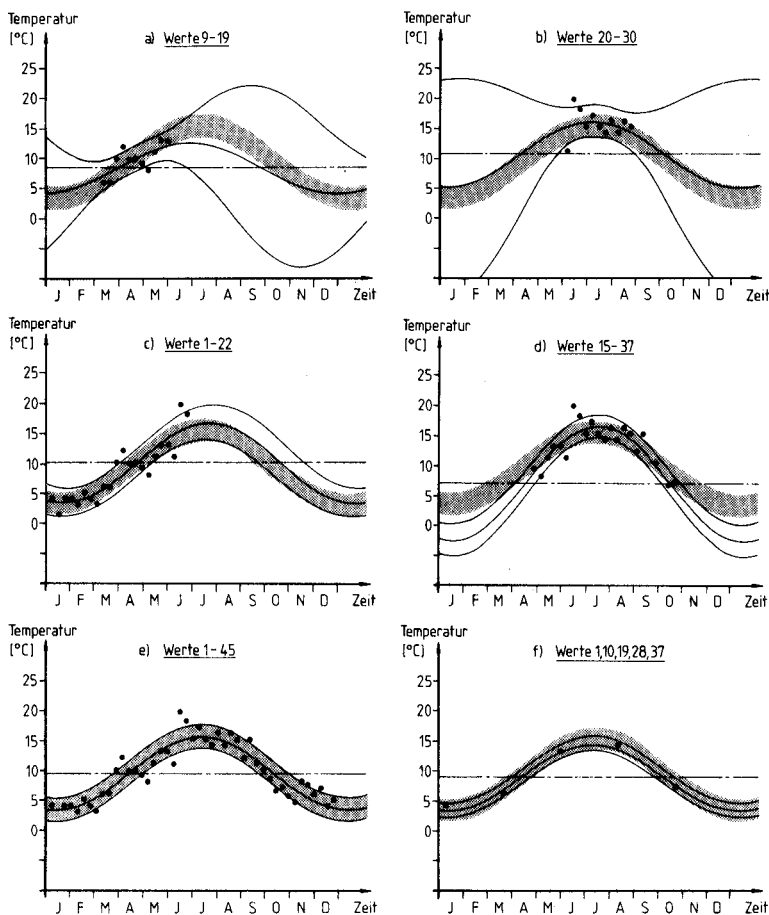 Temperatur
[°C]
a) Werte 9-19
25
20
15
10
5
0
J F M A M J J A S O N D Zeit
Temperatur
[°C]
b) Werte 20-30
25
20
15
10
5
0
J F M A M J J A S O N D Zeit
Temperatur
[°C]
c) Werte 1-22
25
20
15
10
5
0
J F M A M J J A S O N D Zeit
Temperatur
[°C]
d) Werte 15-37
25
20
15
10
5
0
J F M A M J J A S O N D Zeit
Temperatur
[°C]
e) Werte 1-45
25
20
15
10
5
0
J F M A M J J A S O N D Zeit
Temperatur
[°C]
f) Werte 1,10,19,28,37
25
20
15
10
5
0
J F M A M J J A S O N D Zeit